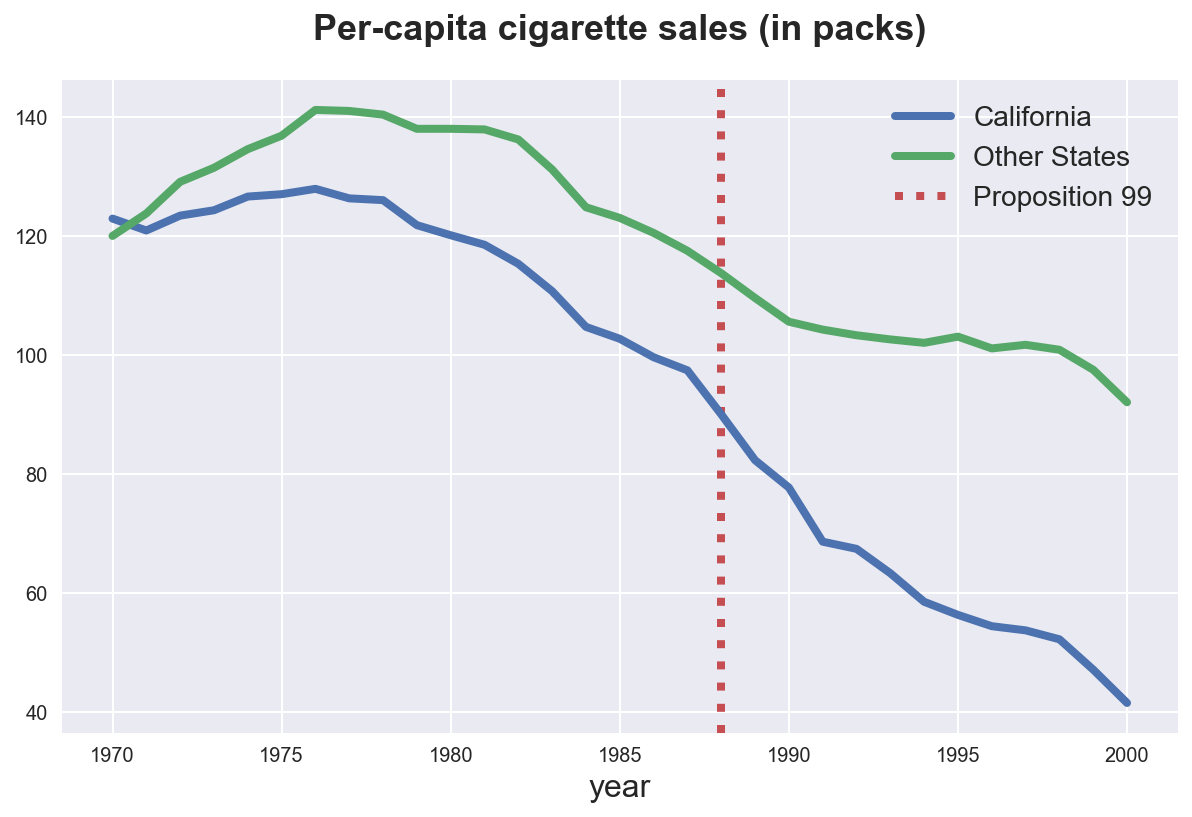 Per-capita cigarette sales (in packs)
California
Other States
Proposition 99
140
120
100
80
60
40
1970 1975 1980 1985 1990 1995 2000
year